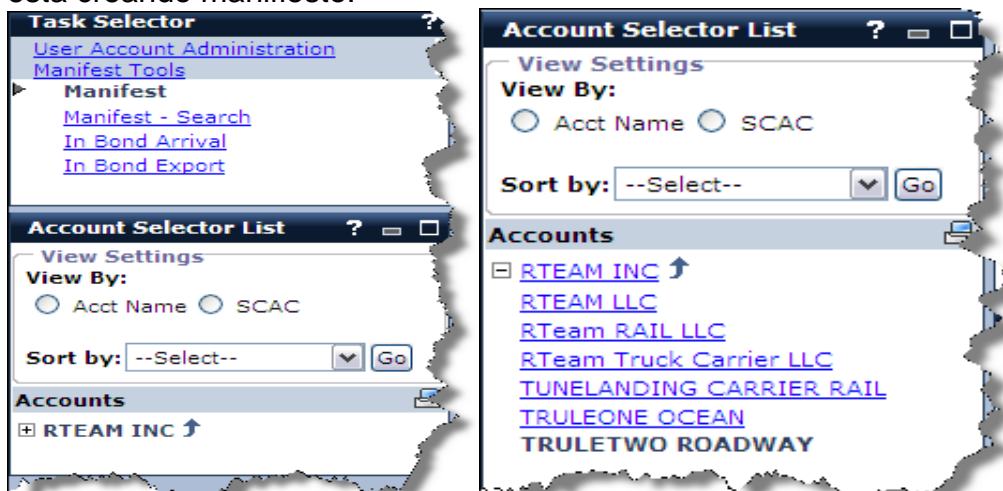 está creando manifiesto.
Task Selector ?
User Account Administration
Manifest Tools
Manifest
Manifest - Search
In Bond Arrival
In Bond Export
Account Selector List ?
View Settings
View By:
Acct Name SCAC
Sort by: --Select-- Go
Accounts
RTEAM INC
Account Selector List ?
View Settings
View By:
Acct Name SCAC
Sort by: --Select-- Go
Accounts
RTEAM INC
RTEAM LLC
RTeam RAIL LLC
RTeam Truck Carrier LLC
TUNELANDING CARRIER RAIL
TRULEONE OCEAN
TRULETWO ROADWAY